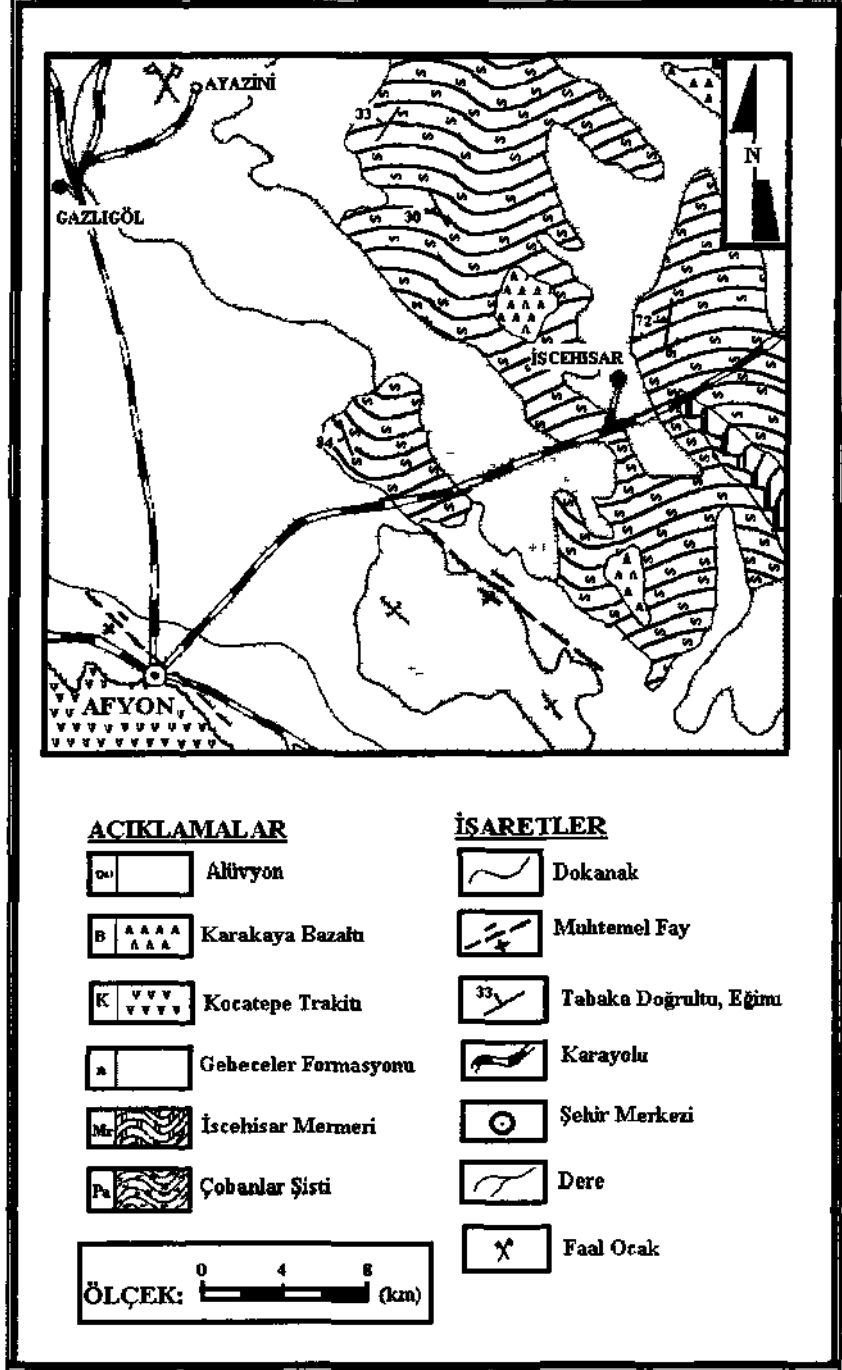 AYAZİNİ
33
N
GAZLIGÖL
30
72
İSCEHISAR
AFYON
AÇIKLAMALAR
Alüvyon
B Karakaya Bazaltı
K Kocatepe Trakiti
Gebeceler Formasyonu
Mr İscehisar Mermeri
Pa Çobanlar Şisti
ÖLÇEK: 0 4 8 (km)
İŞARETLER
Dokanak
Muhtemel Fay
33 Tabaka Doğrultu, Eğimi
Karayolu
Şehir Merkezi
Dere
Faal Ocak